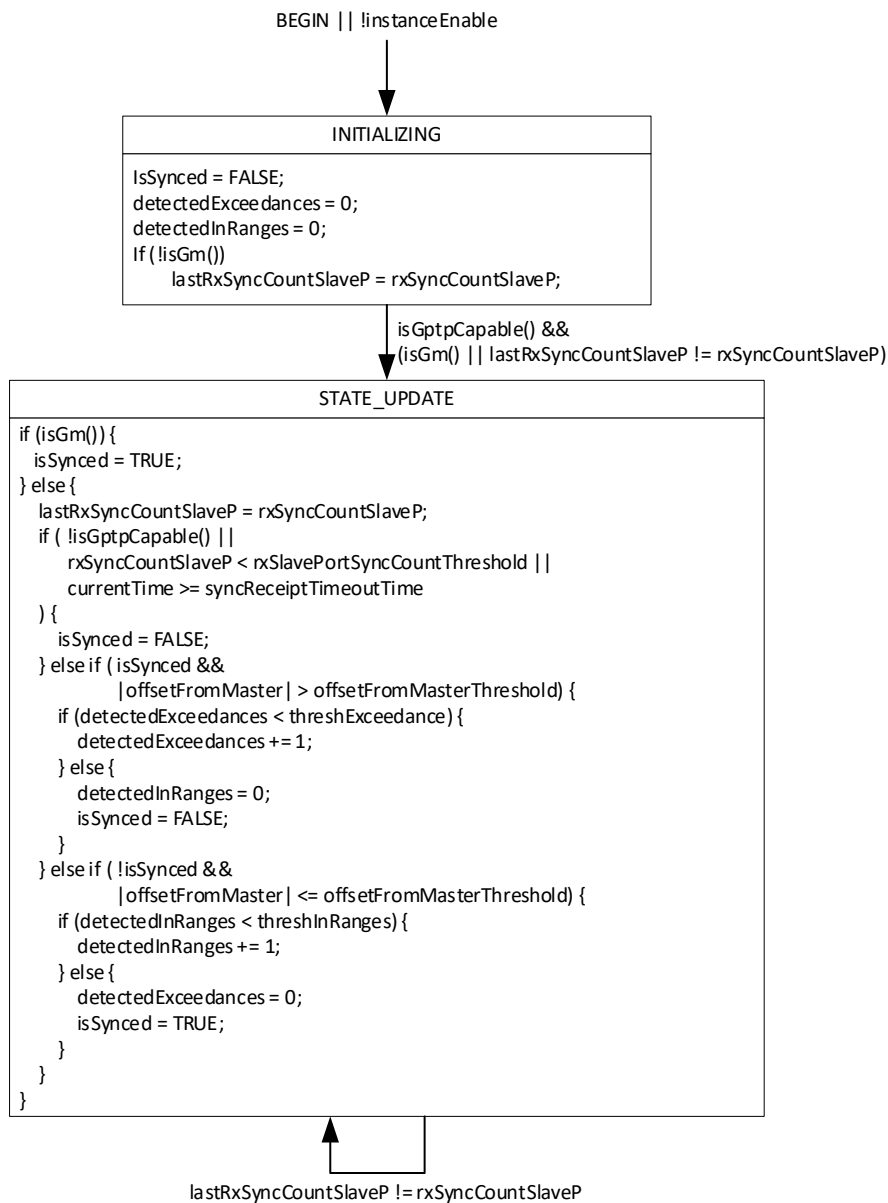 BEGIN || !instanceEnable
INITIALIZING
IsSynced = FALSE;
detectedExceedances = 0;
detectedInRanges = 0;
If (!isGm())
lastRxSyncCountSlaveP = rxSyncCountSlaveP;
isGptpCapable() &&
(isGm() || lastRxSyncCountSlaveP != rxSyncCountSlaveP)
STATE_UPDATE
if (isGm()) {
isSynced = TRUE;
} else {
lastRxSyncCountSlaveP = rxSyncCountSlaveP;
if ( !isGptpCapable() ||
rxSyncCountSlaveP < rxSlavePortSyncCountThreshold ||
currentTime >= syncReceiptTimeoutTime
) {
isSynced = FALSE;
} else if ( isSynced &&
|offsetFromMaster| > offsetFromMasterThreshold) {
if (detectedExceedances < threshExceedance) {
detectedExceedances += 1;
} else {
detectedInRanges = 0;
isSynced = FALSE;
}
} else if ( !isSynced &&
|offsetFromMaster| <= offsetFromMasterThreshold) {
if (detectedInRanges < threshInRanges) {
detectedInRanges += 1;
} else {
detectedExceedances = 0;
isSynced = TRUE;
}
}
}
lastRxSyncCountSlaveP != rxSyncCountSlaveP